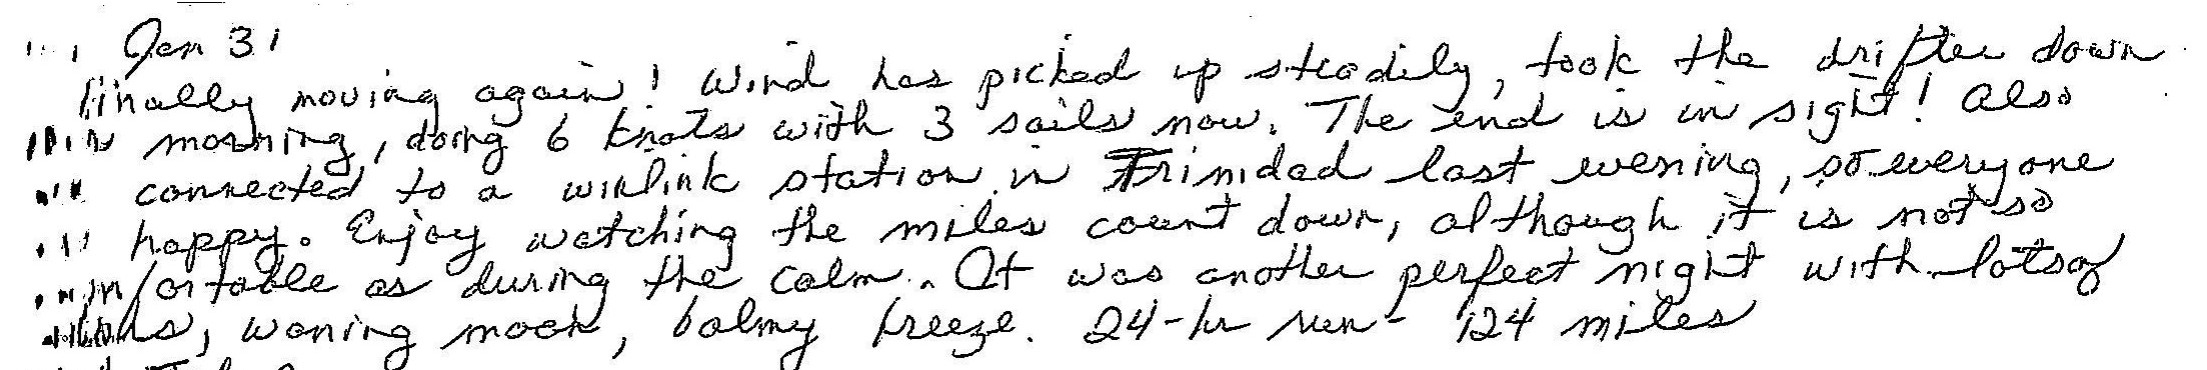 Jan 31
finally moving again! Wind has picked up steadily, took the drifter down
in morning, doing 6 knots with 3 sails now. The end is in sight! Also
connected to a winlink station in Trinidad last evening, so everyone
happy. Enjoy watching the miles count down, although it is not so
comfortable as during the calm. It was another perfect night with lots of
waning moon, balmy breeze. 24-hr run - 124 miles